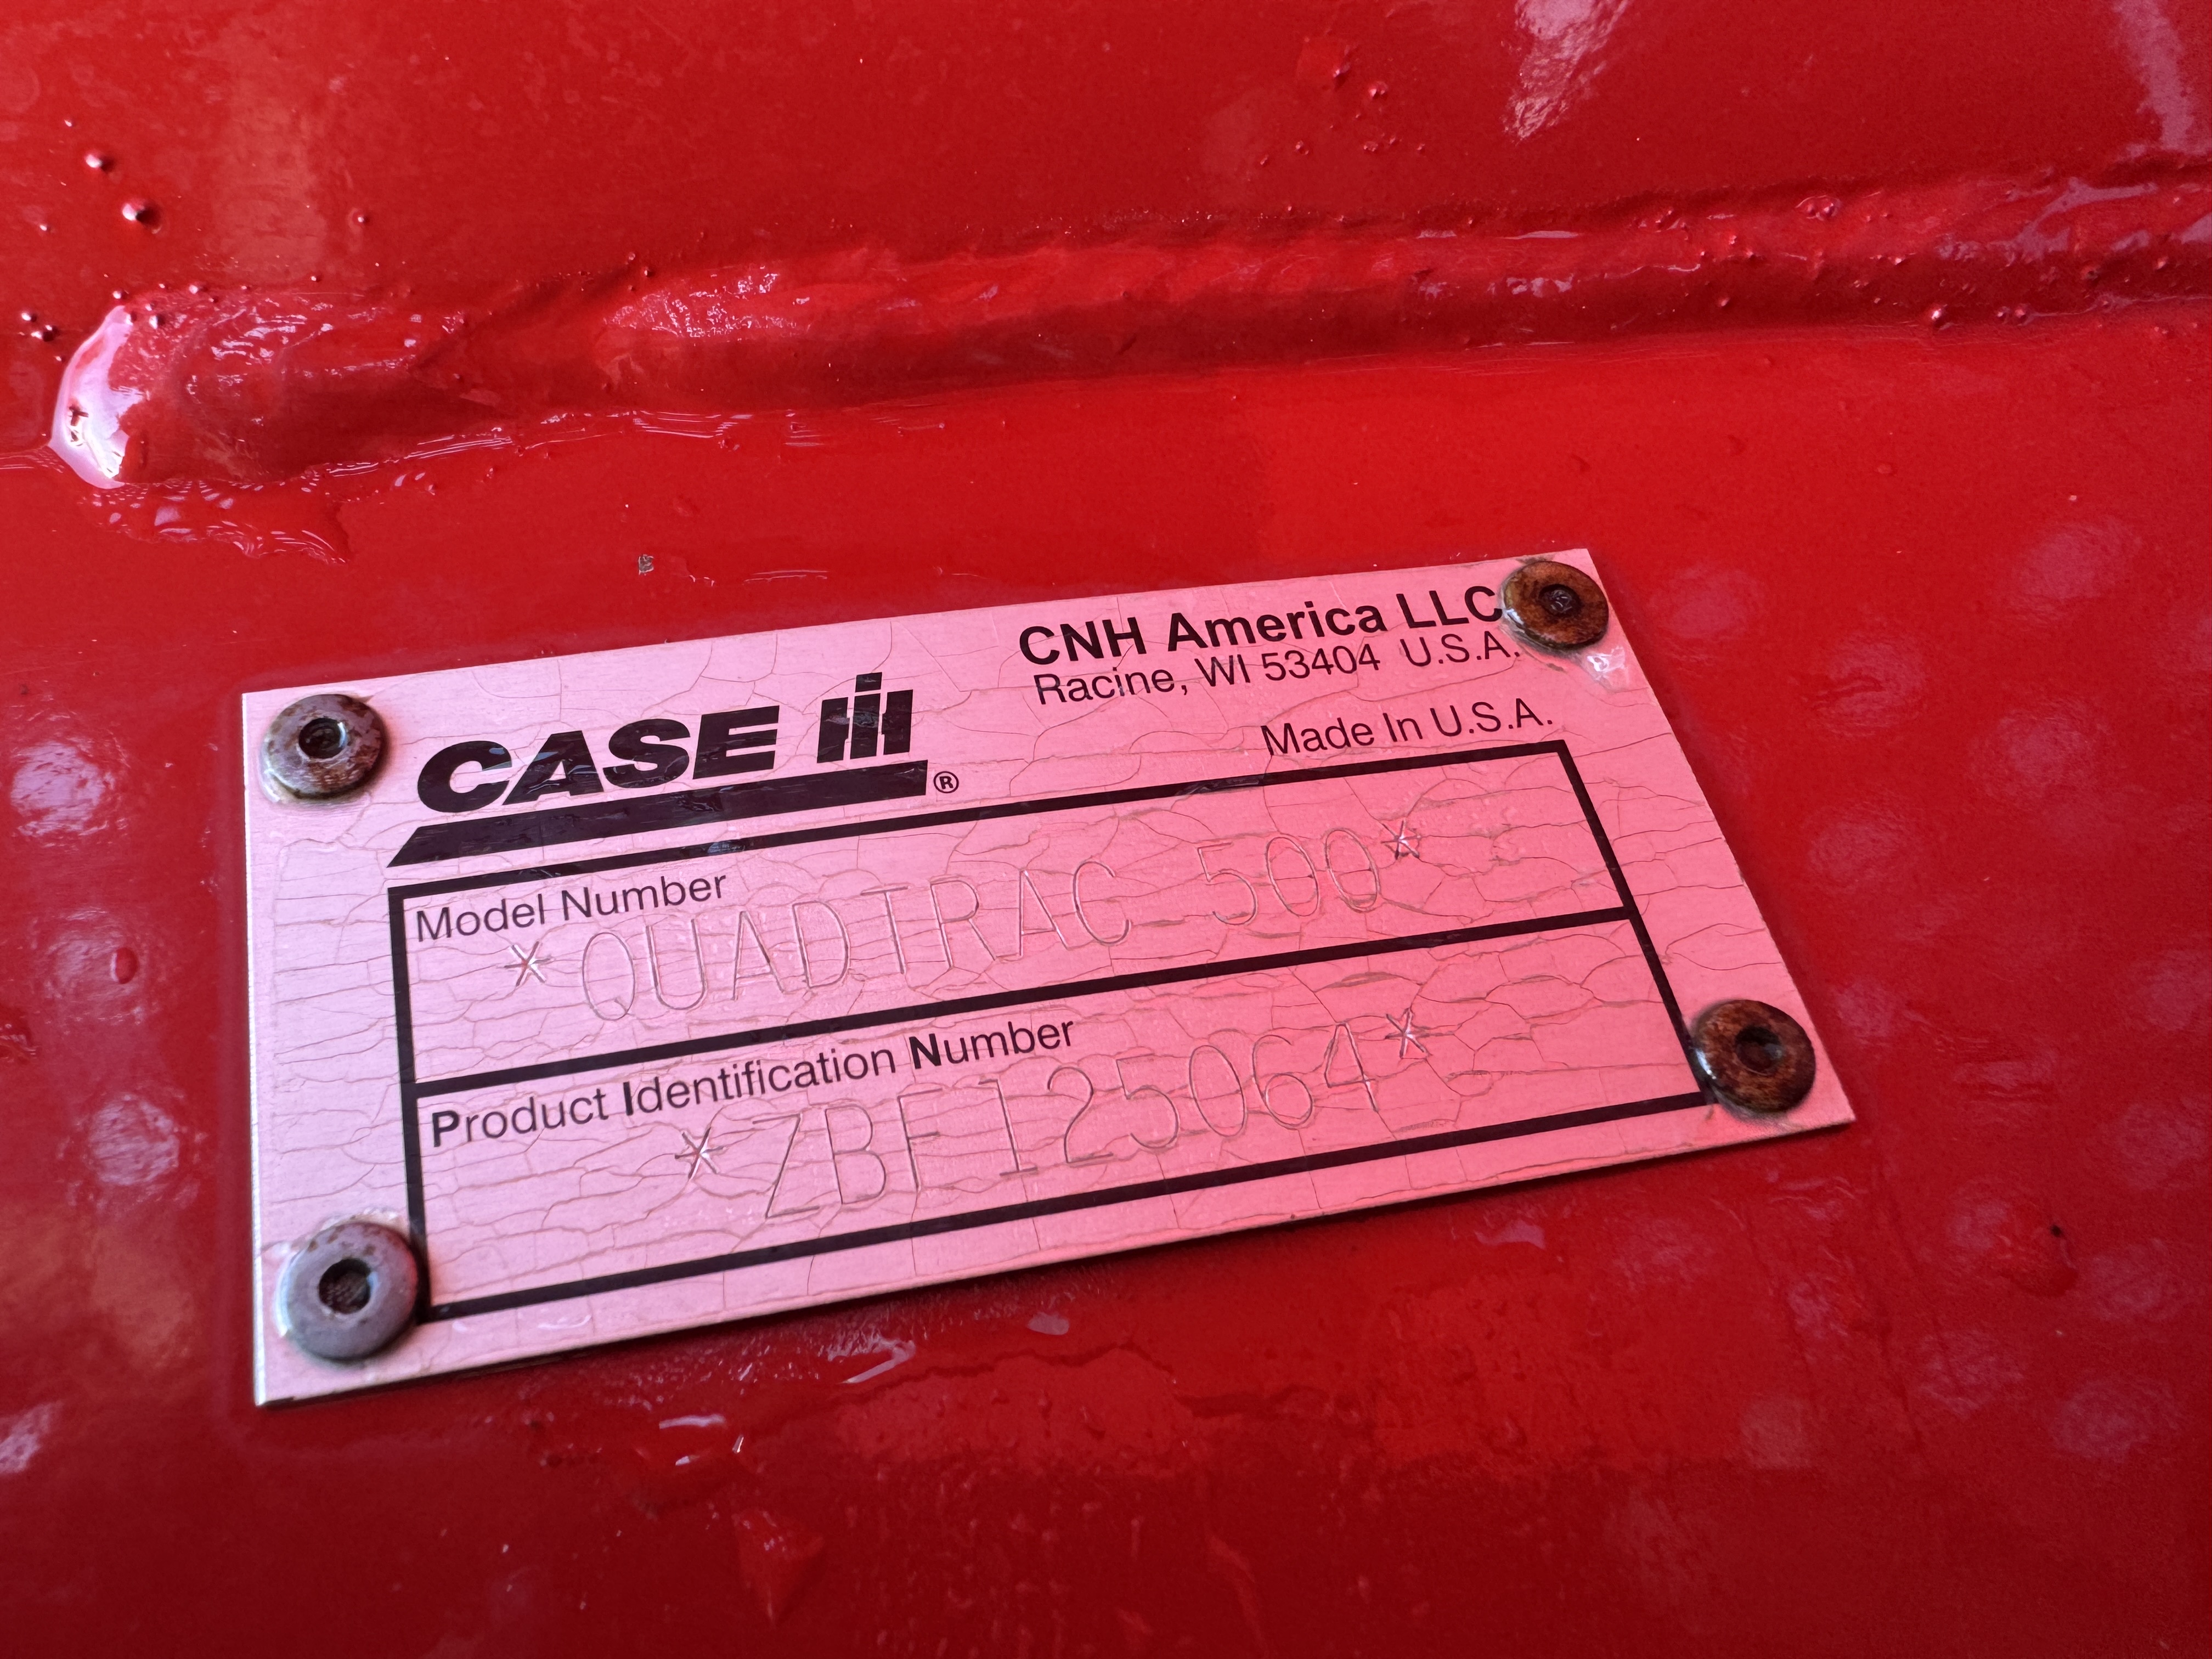 CNH America LLC
Racine, WI 53404 U.S.A.
CASE IH®
Made In U.S.A.
Model Number
*QUADTRAC 500*
Product Identification Number
*ZBF125064*